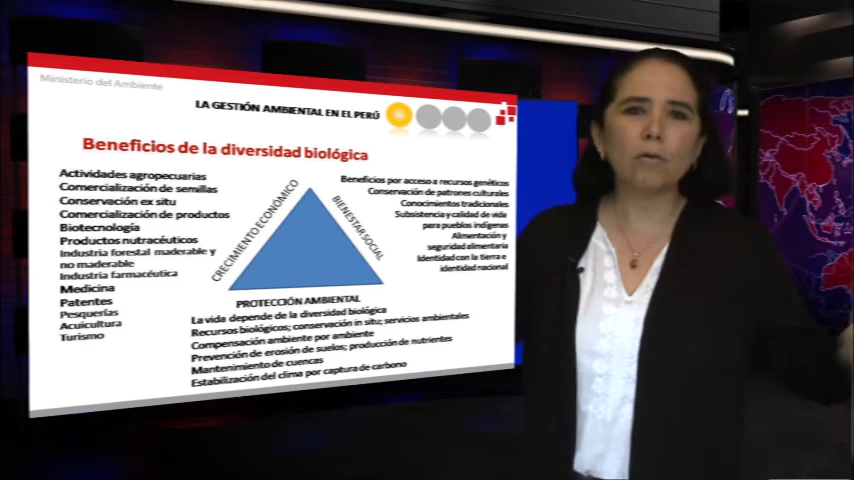 Ministerio del Ambiente
LA GESTIÓN AMBIENTAL EN EL PERÚ
Beneficios de la diversidad biológica
Actividades agropecuarias
Comercialización de semillas
Conservación ex situ
Comercialización de productos
Biotecnología
Productos nutracéuticos
Industria forestal maderable y
no maderable
Industria farmacéutica
Medicina
Patentes
Pesquerías
Acuicultura
Turismo
CRECIMIENTO ECONÓMICO
BIENESTAR SOCIAL
Beneficios por acceso a recursos genéticos
Conservación de patrones culturales
Conocimientos tradicionales
Subsistencia y calidad de vida
para pueblos indígenas
Alimentación y
seguridad alimentaria
Identidad con la tierra e
identidad nacional
PROTECCIÓN AMBIENTAL
La vida depende de la diversidad biológica
Recursos biológicos; conservación in situ; servicios ambientales
Compensación ambiente por ambiente
Prevención de erosión de suelos; producción de nutrientes
Mantenimiento de cuencas
Estabilización del clima por captura de carbono